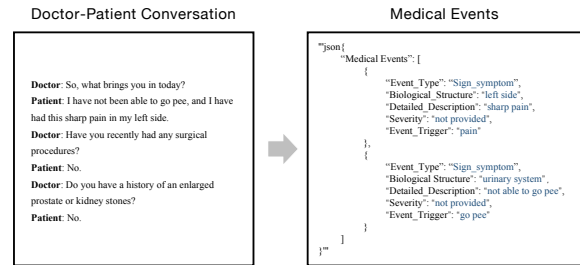 Doctor-Patient Conversation
Doctor: So, what brings you in today?
Patient: I have not been able to go pee, and I have
had this sharp pain in my left side.
Doctor: Have you recently had any surgical
procedures?
Patient: No.
Doctor: Do you have a history of an enlarged
prostate or kidney stones?
Patient: No.
Medical Events
'''json{
“Medical Events”: [
{
“Event_Type”: “Sign_symptom”,
"Biological_Structure": "left side",
"Detailed_Description": "sharp pain",
"Severity": "not provided",
"Event_Trigger": "pain"
},
{
“Event_Type”: “Sign_symptom”,
"Biological Structure": "urinary system",
"Detailed_Description": "not able to go pee",
"Severity": "not provided",
"Event_Trigger": "go pee"
}
]
}'''